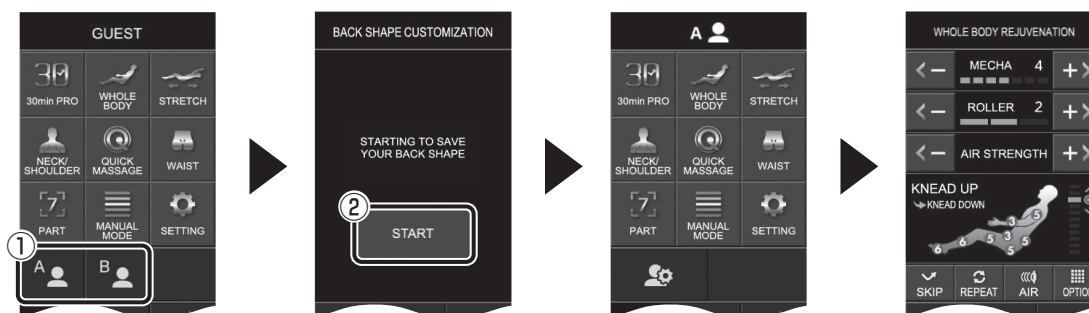 GUEST
30
30min PRO
WHOLE
BODY
STRETCH
NECK/
SHOULDER
QUICK
MASSAGE
WAIST
7
PART
MANUAL
MODE
SETTING
①
A
B
BACK SHAPE CUSTOMIZATION
STARTING TO SAVE
YOUR BACK SHAPE
②
START
A
30
30min PRO
WHOLE
BODY
STRETCH
NECK/
SHOULDER
QUICK
MASSAGE
WAIST
7
PART
MANUAL
MODE
SETTING
WHOLE BODY REJUVENATION
MECHA 4
ROLLER 2
AIR STRENGTH
KNEAD UP
KNEAD DOWN
3 5
6 6 5 3 5
5
SKIP REPEAT AIR